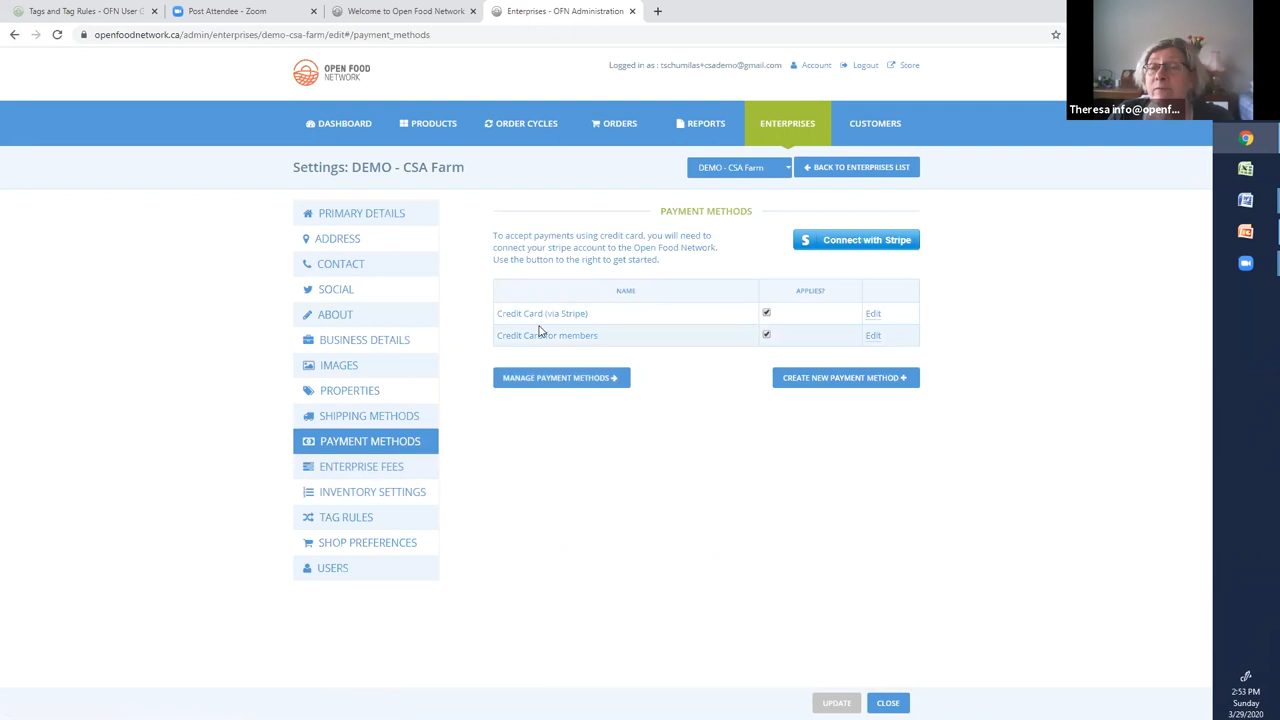 Tags and Tag Rules - OFN User G
Post Attendee - Zoom
Welcome to Open Food Network
Enterprises - OFN Administration
openfoodnetwork.ca/admin/enterprises/demo-csa-farm/edit#/payment_methods
OPEN FOOD
NETWORK
Logged in as : tschumilas+csademo@gmail.com Account Logout Store
Theresa info@openf...
DASHBOARD PRODUCTS ORDER CYCLES ORDERS REPORTS ENTERPRISES CUSTOMERS
Settings: DEMO - CSA Farm
DEMO - CSA Farm
BACK TO ENTERPRISES LIST
PRIMARY DETAILS
ADDRESS
CONTACT
SOCIAL
ABOUT
BUSINESS DETAILS
IMAGES
PROPERTIES
SHIPPING METHODS
PAYMENT METHODS
ENTERPRISE FEES
INVENTORY SETTINGS
TAG RULES
SHOP PREFERENCES
USERS
PAYMENT METHODS
To accept payments using credit card, you will need to
connect your stripe account to the Open Food Network.
Use the button to the right to get started.
S Connect with Stripe
NAME APPLIES?
Credit Card (via Stripe) Edit
Credit Card for members Edit
MANAGE PAYMENT METHODS
CREATE NEW PAYMENT METHOD
UPDATE CLOSE
2:53 PM
Sunday
3/29/2020